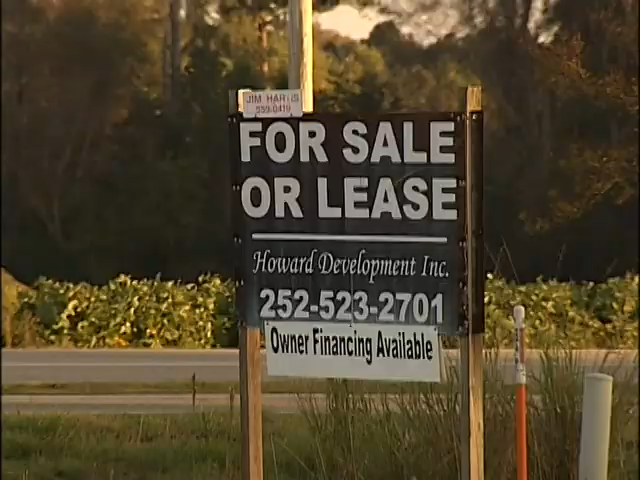 JIM HARRIS
FOR SALE
OR LEASE
Howard Development Inc.
252-523-2701
Owner Financing Available